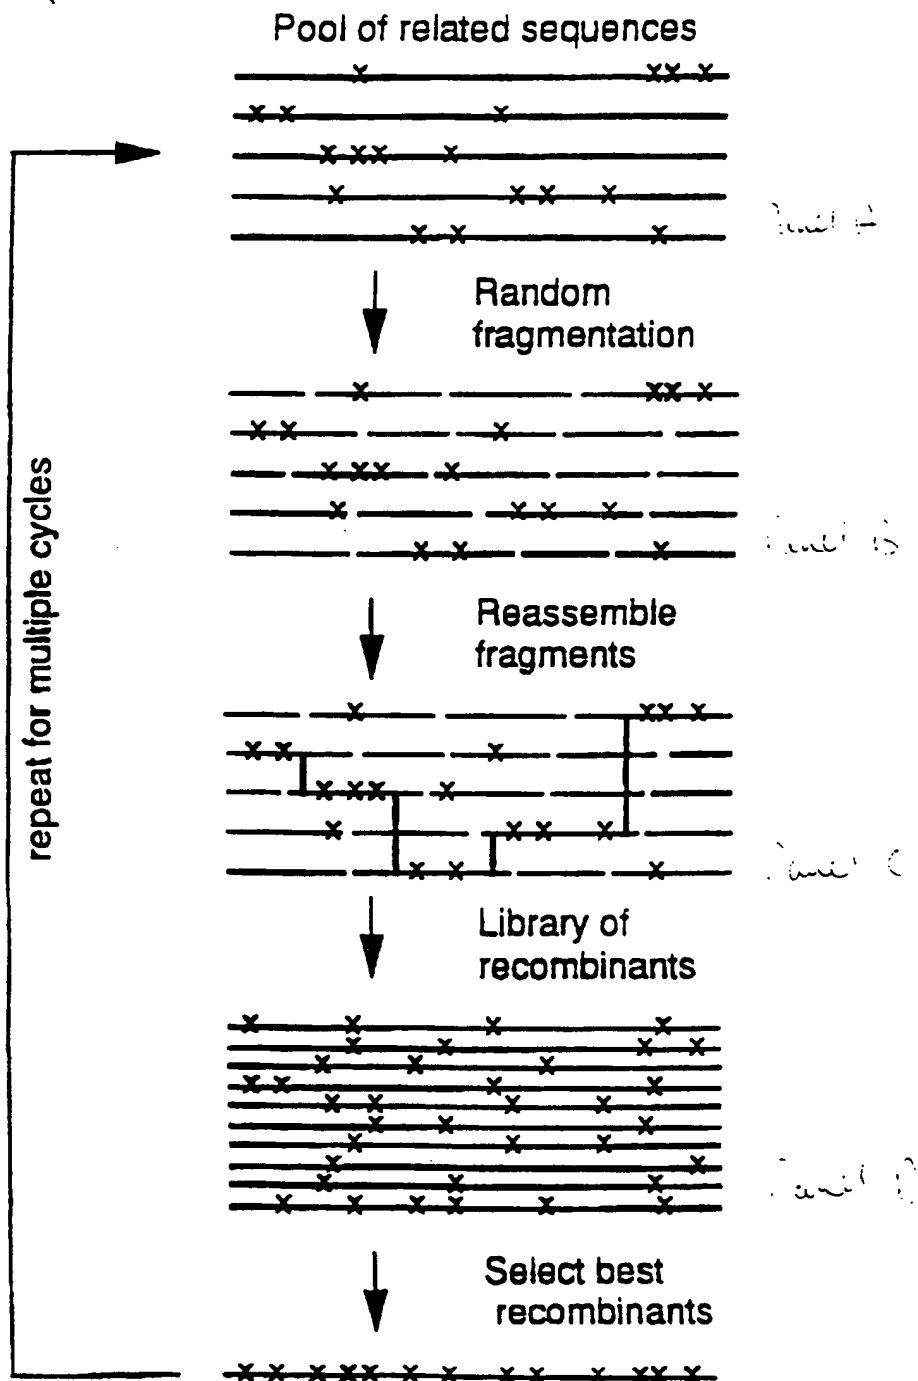 Pool of related sequences
Random
fragmentation
Reassemble
fragments
repeat for multiple cycles
Library of
recombinants
Select best
recombinants